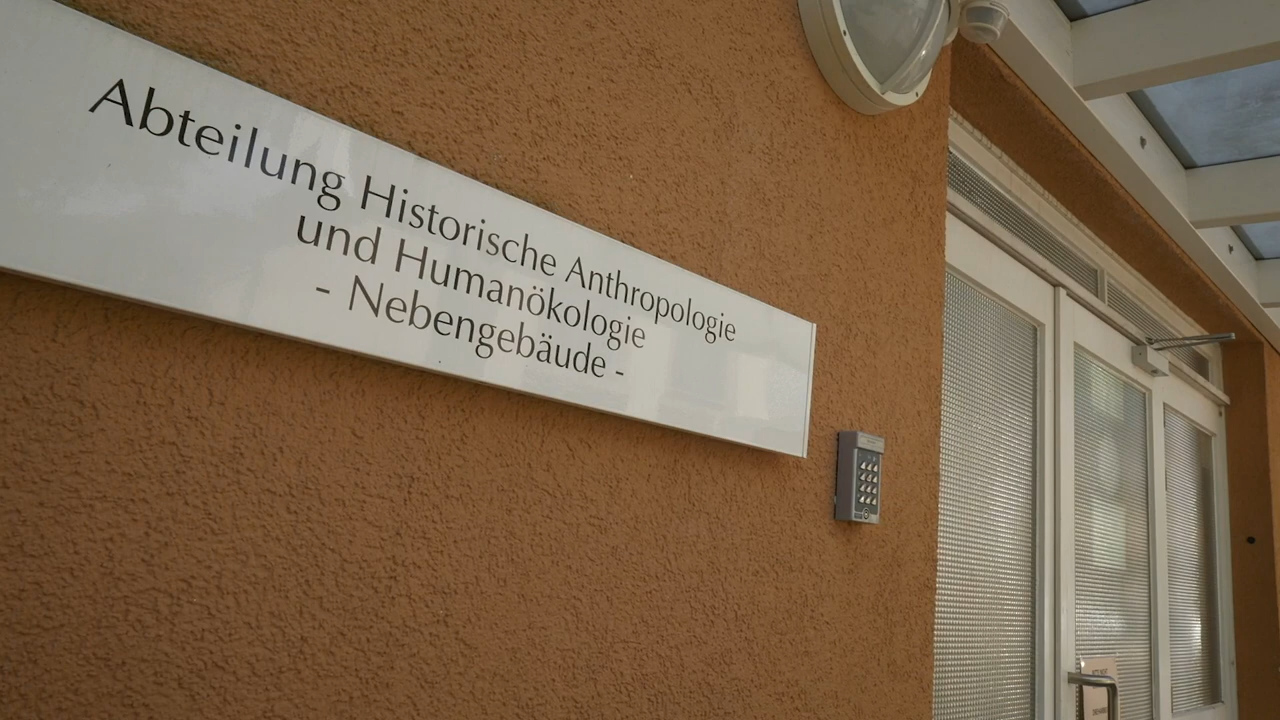 Abteilung Historische Anthropologie
und Humanökologie
- Nebengebäude -